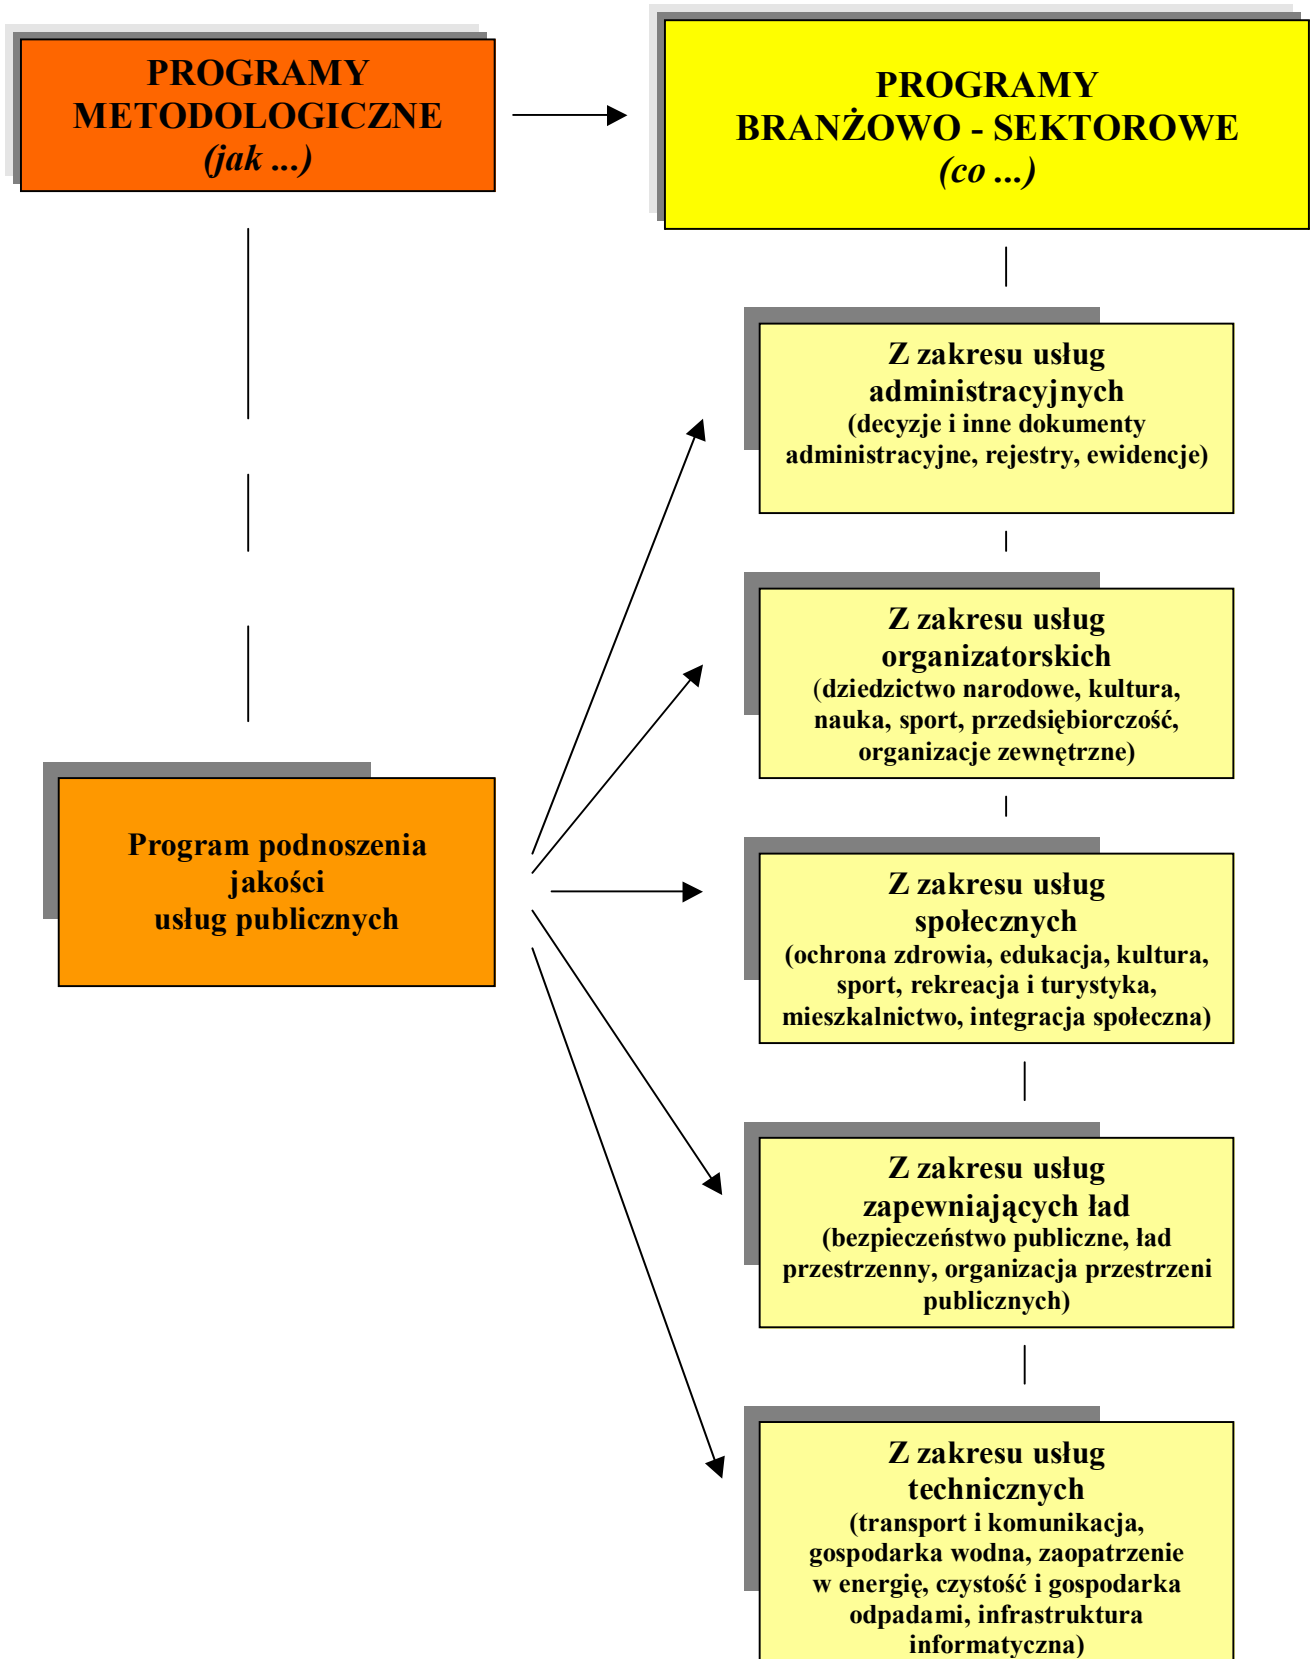 PROGRAMY
METODOLOGICZNE
(jak ...)
PROGRAMY
BRANŻOWO - SEKTOROWE
(co ...)
Z zakresu usług
administracyjnych
(decyzje i inne dokumenty
administracyjne, rejestry, ewidencje)
Z zakresu usług
organizatorskich
(dziedzictwo narodowe, kultura,
nauka, sport, przedsiębiorczość,
organizacje zewnętrzne)
Program podnoszenia
jakości
usług publicznych
Z zakresu usług
społecznych
(ochrona zdrowia, edukacja, kultura,
sport, rekreacja i turystyka,
mieszkalnictwo, integracja społeczna)
Z zakresu usług
zapewniających ład
(bezpieczeństwo publiczne, ład
przestrzenny, organizacja przestrzeni
publicznych)
Z zakresu usług
technicznych
(transport i komunikacja,
gospodarka wodna, zaopatrzenie
w energię, czystość i gospodarka
odpadami, infrastruktura
informatyczna)